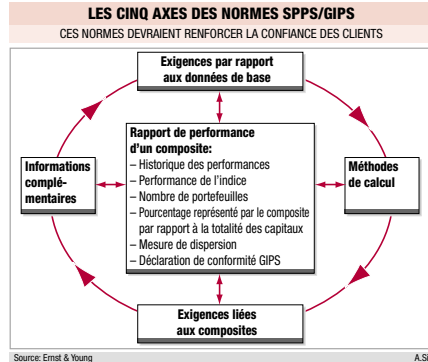 LES CINQ AXES DES NORMES SPPS/GIPS
CES NORMES DEVRAIENT RENFORCER LA CONFIANCE DES CLIENTS
Exigences par rapport
aux données de base
Rapport de performance
d'un composite:
– Historique des performances
– Performance de l'indice
– Nombre de portefeuilles
– Pourcentage représenté par le composite
par rapport à la totalité des capitaux
– Mesure de dispersion
– Déclaration de conformité GIPS
Informations
complé-
mentaires
Méthodes
de calcul
Exigences liées
aux composites
Source: Ernst & Young